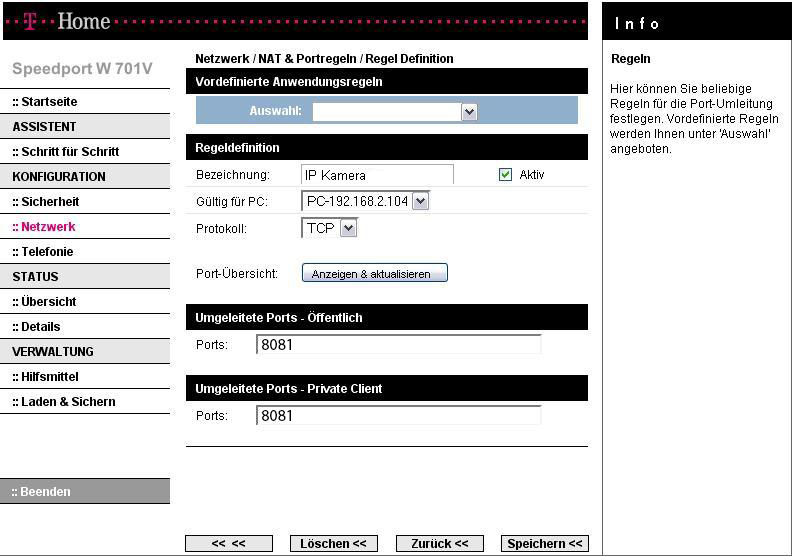 T Home
Info
Speedport W 701V
:: Startseite
ASSISTENT
:: Schritt für Schritt
KONFIGURATION
:: Sicherheit
:: Netzwerk
:: Telefonie
STATUS
:: Übersicht
:: Details
VERWALTUNG
:: Hilfsmittel
:: Laden & Sichern
:: Beenden
Netzwerk / NAT & Portregeln / Regel Definition
Vordefinierte Anwendungsregeln
Auswahl:
Regeldefinition
Bezeichnung: IP Kamera Aktiv
Gültig für PC: PC-192.168.2.104
Protokoll: TCP
Port-Übersicht: Anzeigen & aktualisieren
Umgeleitete Ports - Öffentlich
Ports: 8081
Umgeleitete Ports - Private Client
Ports: 8081
<< << Löschen << Zurück << Speichern <<
Regeln
Hier können Sie beliebige
Regeln für die Port-Umleitung
festlegen. Vordefinierte Regeln
werden Ihnen unter 'Auswahl'
angeboten.